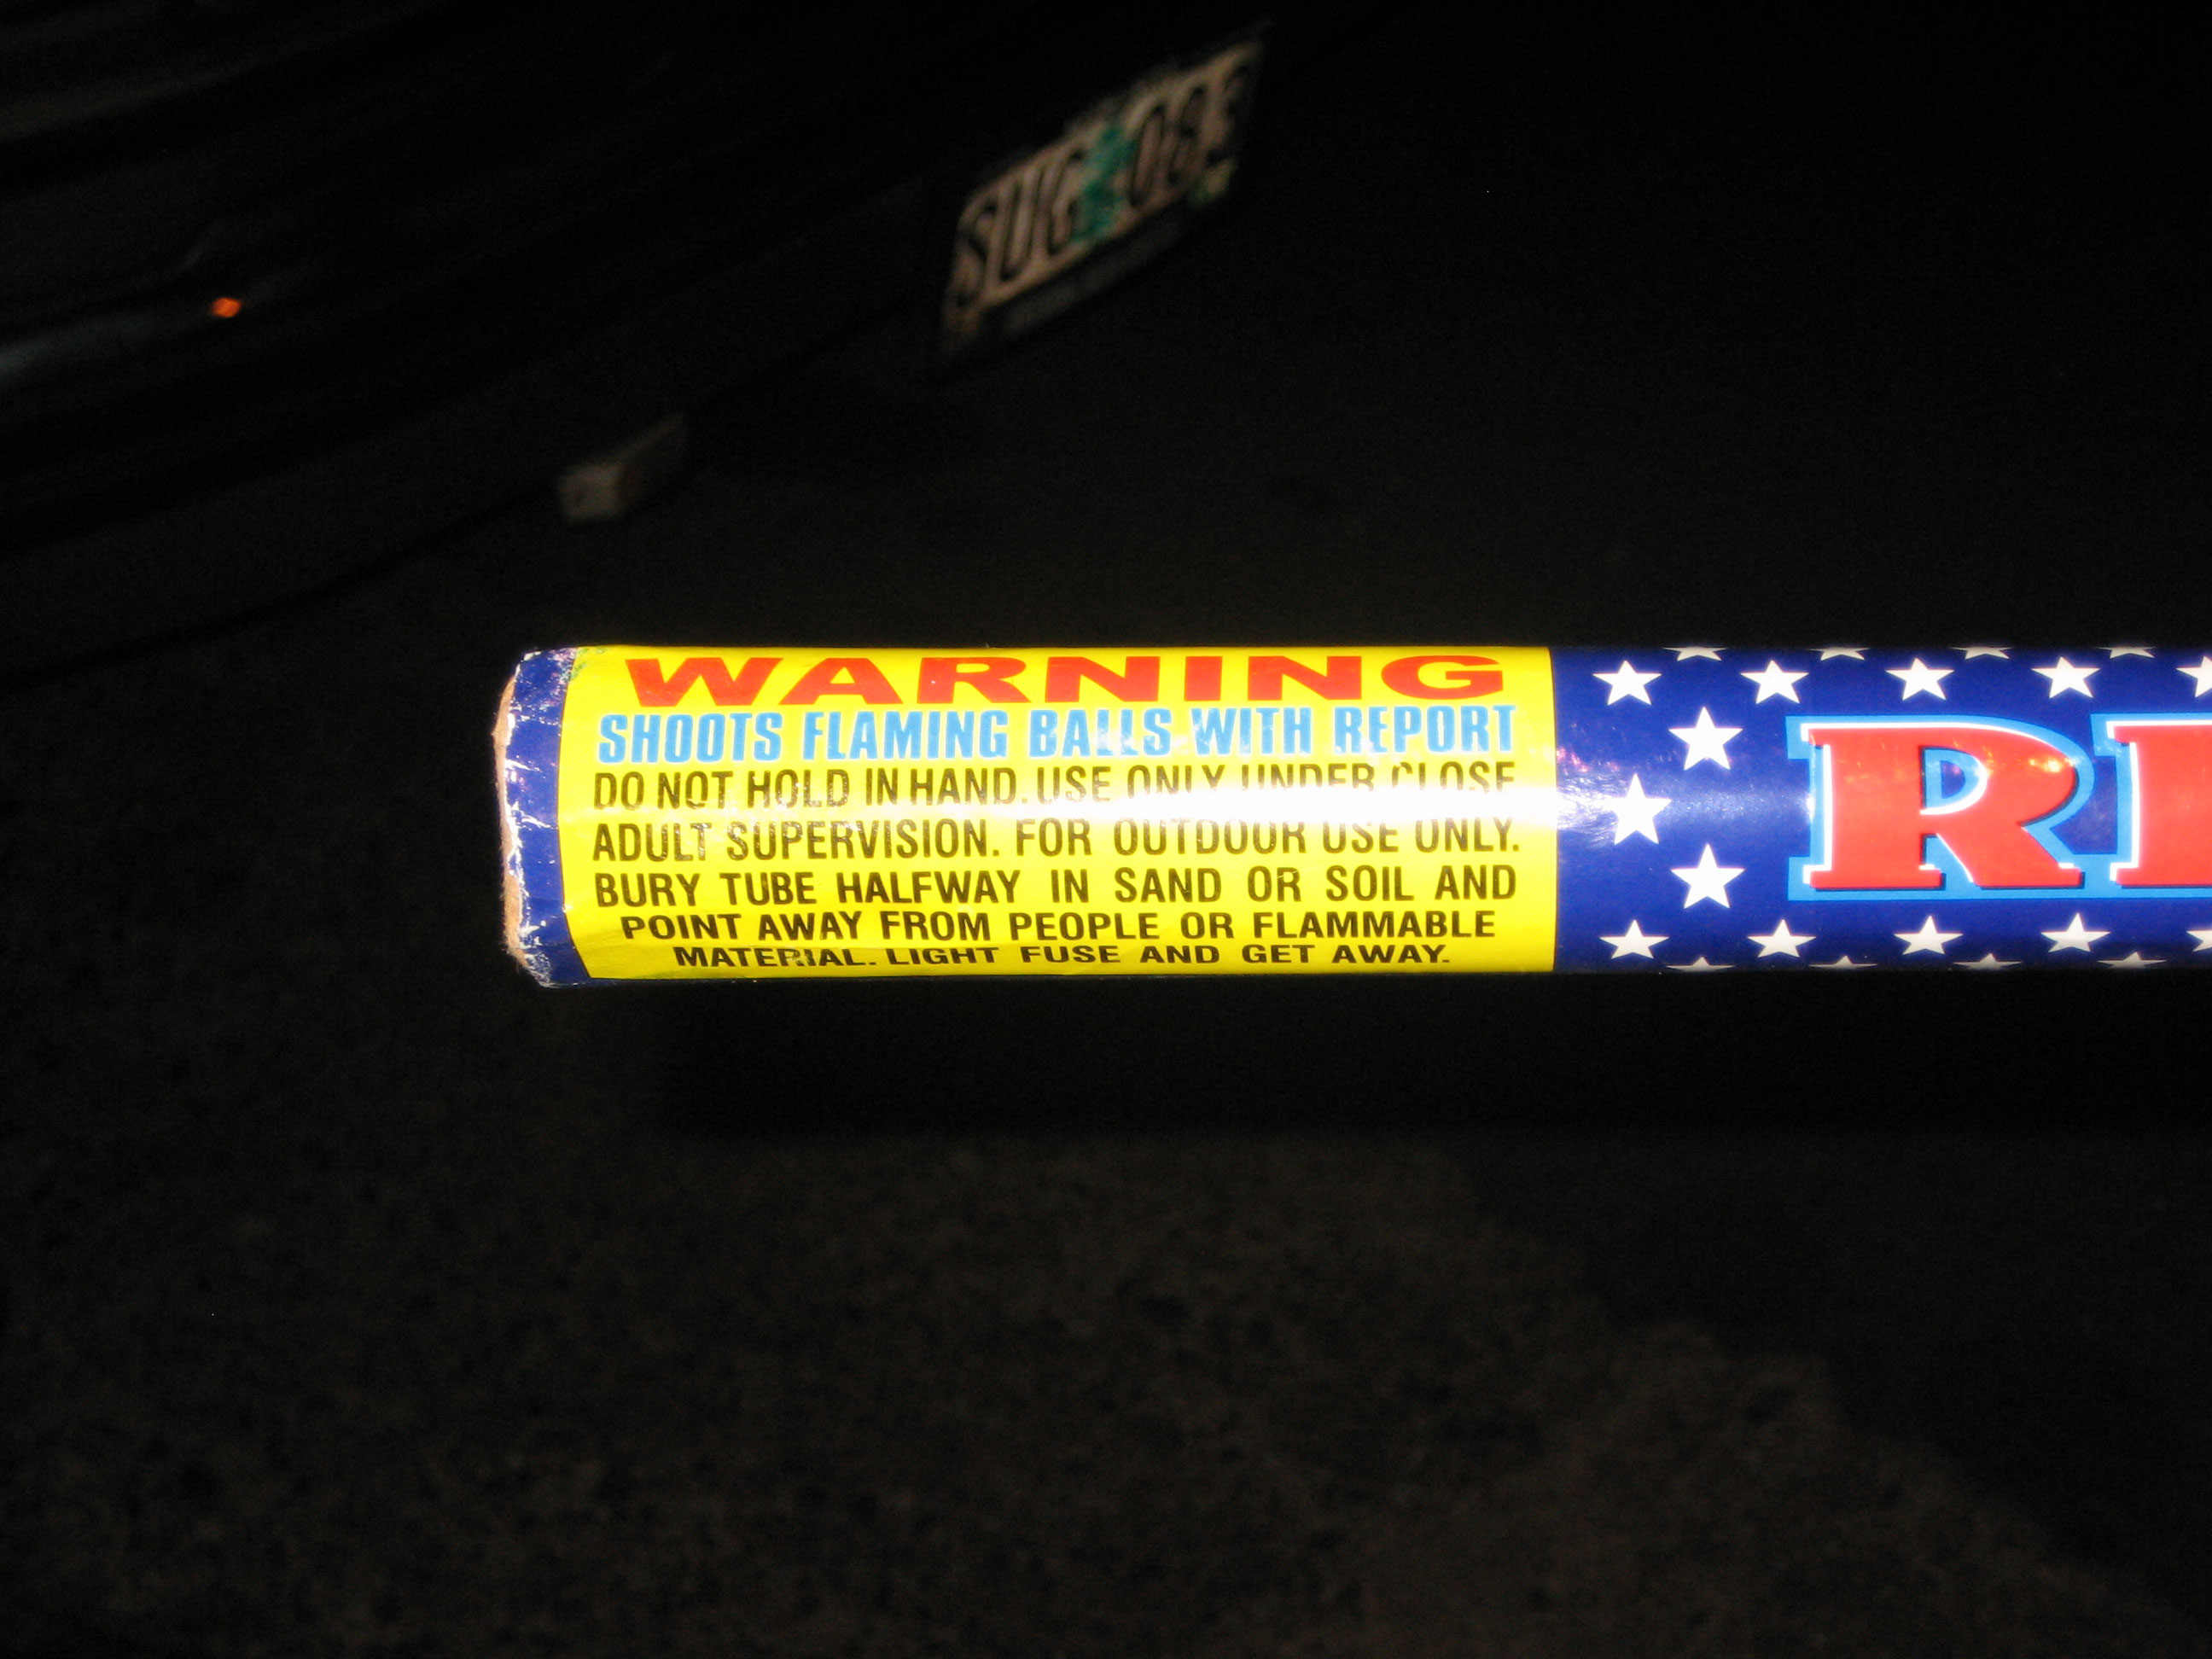 WARNING
SHOOTS FLAMING BALLS WITH REPORT
DO NOT HOLD IN HAND. USE ONLY UNDER CLOSE
ADULT SUPERVISION. FOR OUTDOOR USE ONLY.
BURY TUBE HALFWAY IN SAND OR SOIL AND
POINT AWAY FROM PEOPLE OR FLAMMABLE
MATERIAL. LIGHT FUSE AND GET AWAY.
R